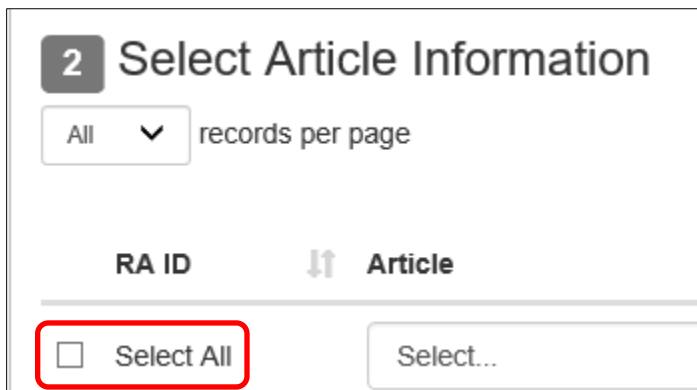 2 Select Article Information
All records per page
RA ID Article
Select All Select...